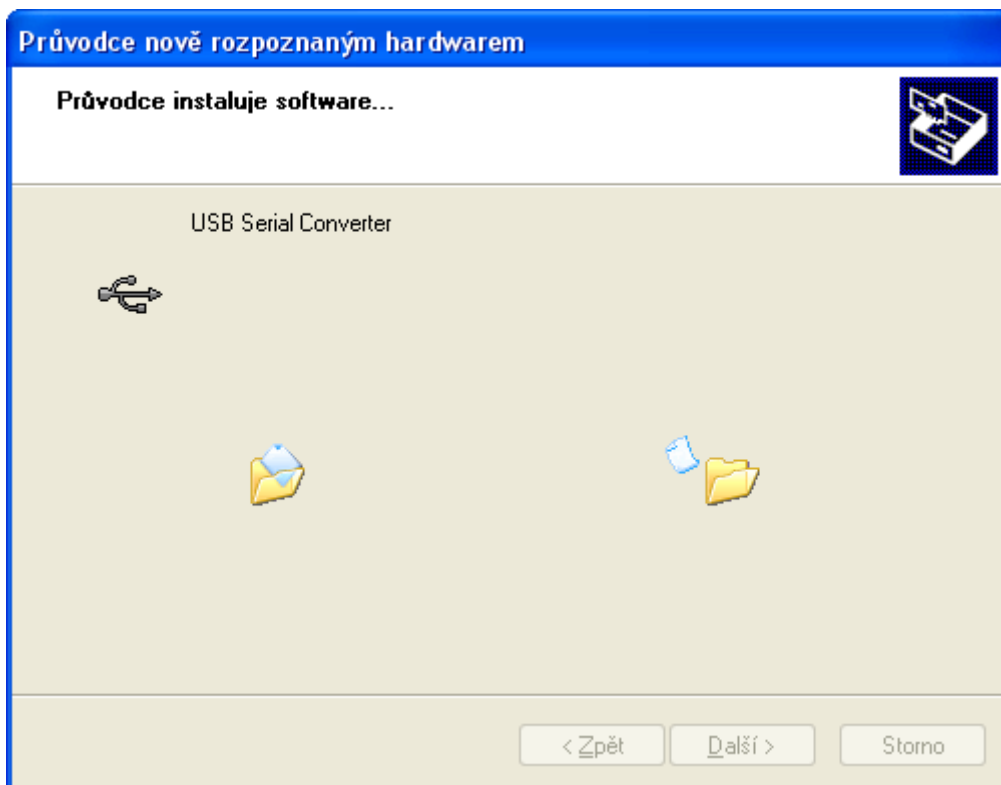 Průvodce nově rozpoznaným hardwarem
Průvodce instaluje software...
USB Serial Converter
< Zpět
Další >
Storno